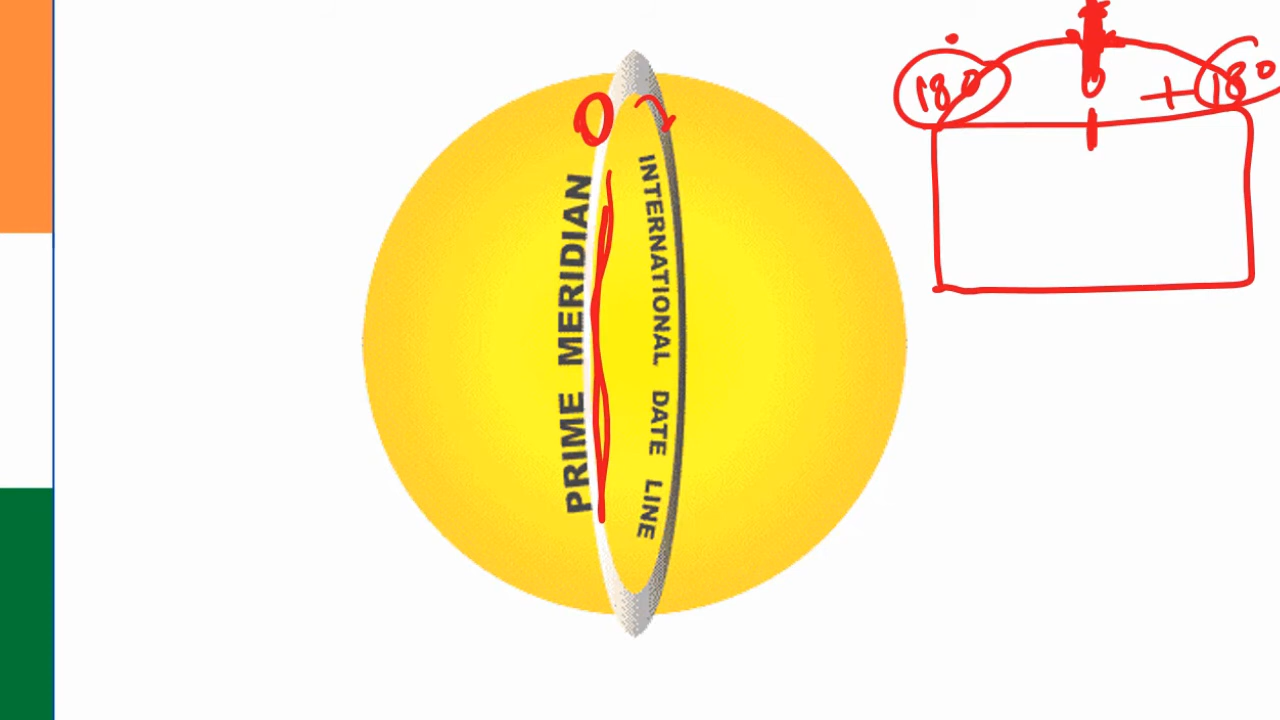 180
0
+ 180
0
PRIME MERIDIAN
INTERNATIONAL DATE LINE